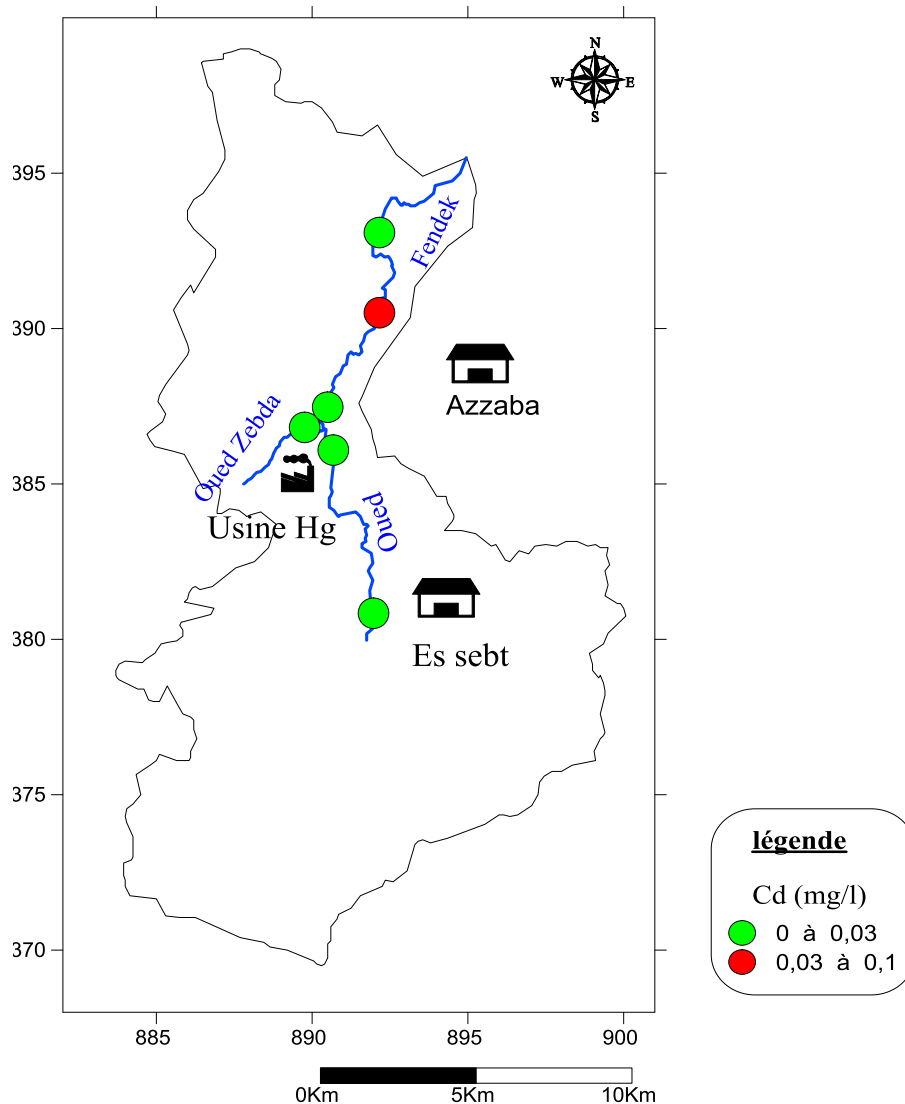 N
W E
S
395
Fendek
390
Azzaba
Oued Zebda
385
Usine Hg
Oued
380
Es sebt
375
370
885 890 895 900
0Km 5Km 10Km
légende
Cd (mg/l)
0 à 0,03
0,03 à 0,1